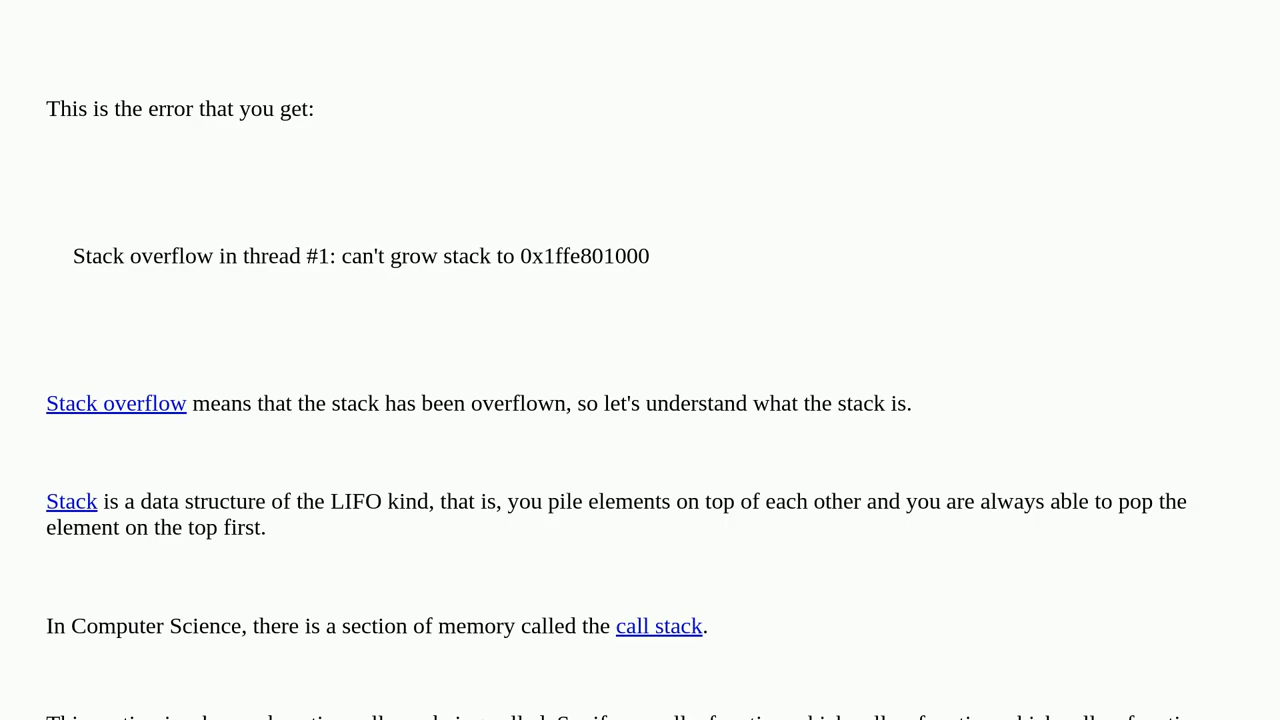 This is the error that you get:
Stack overflow in thread #1: can't grow stack to 0x1ffe801000
Stack overflow means that the stack has been overflown, so let's understand what the stack is.
Stack is a data structure of the LIFO kind, that is, you pile elements on top of each other and you are always able to pop the
element on the top first.
In Computer Science, there is a section of memory called the call stack.